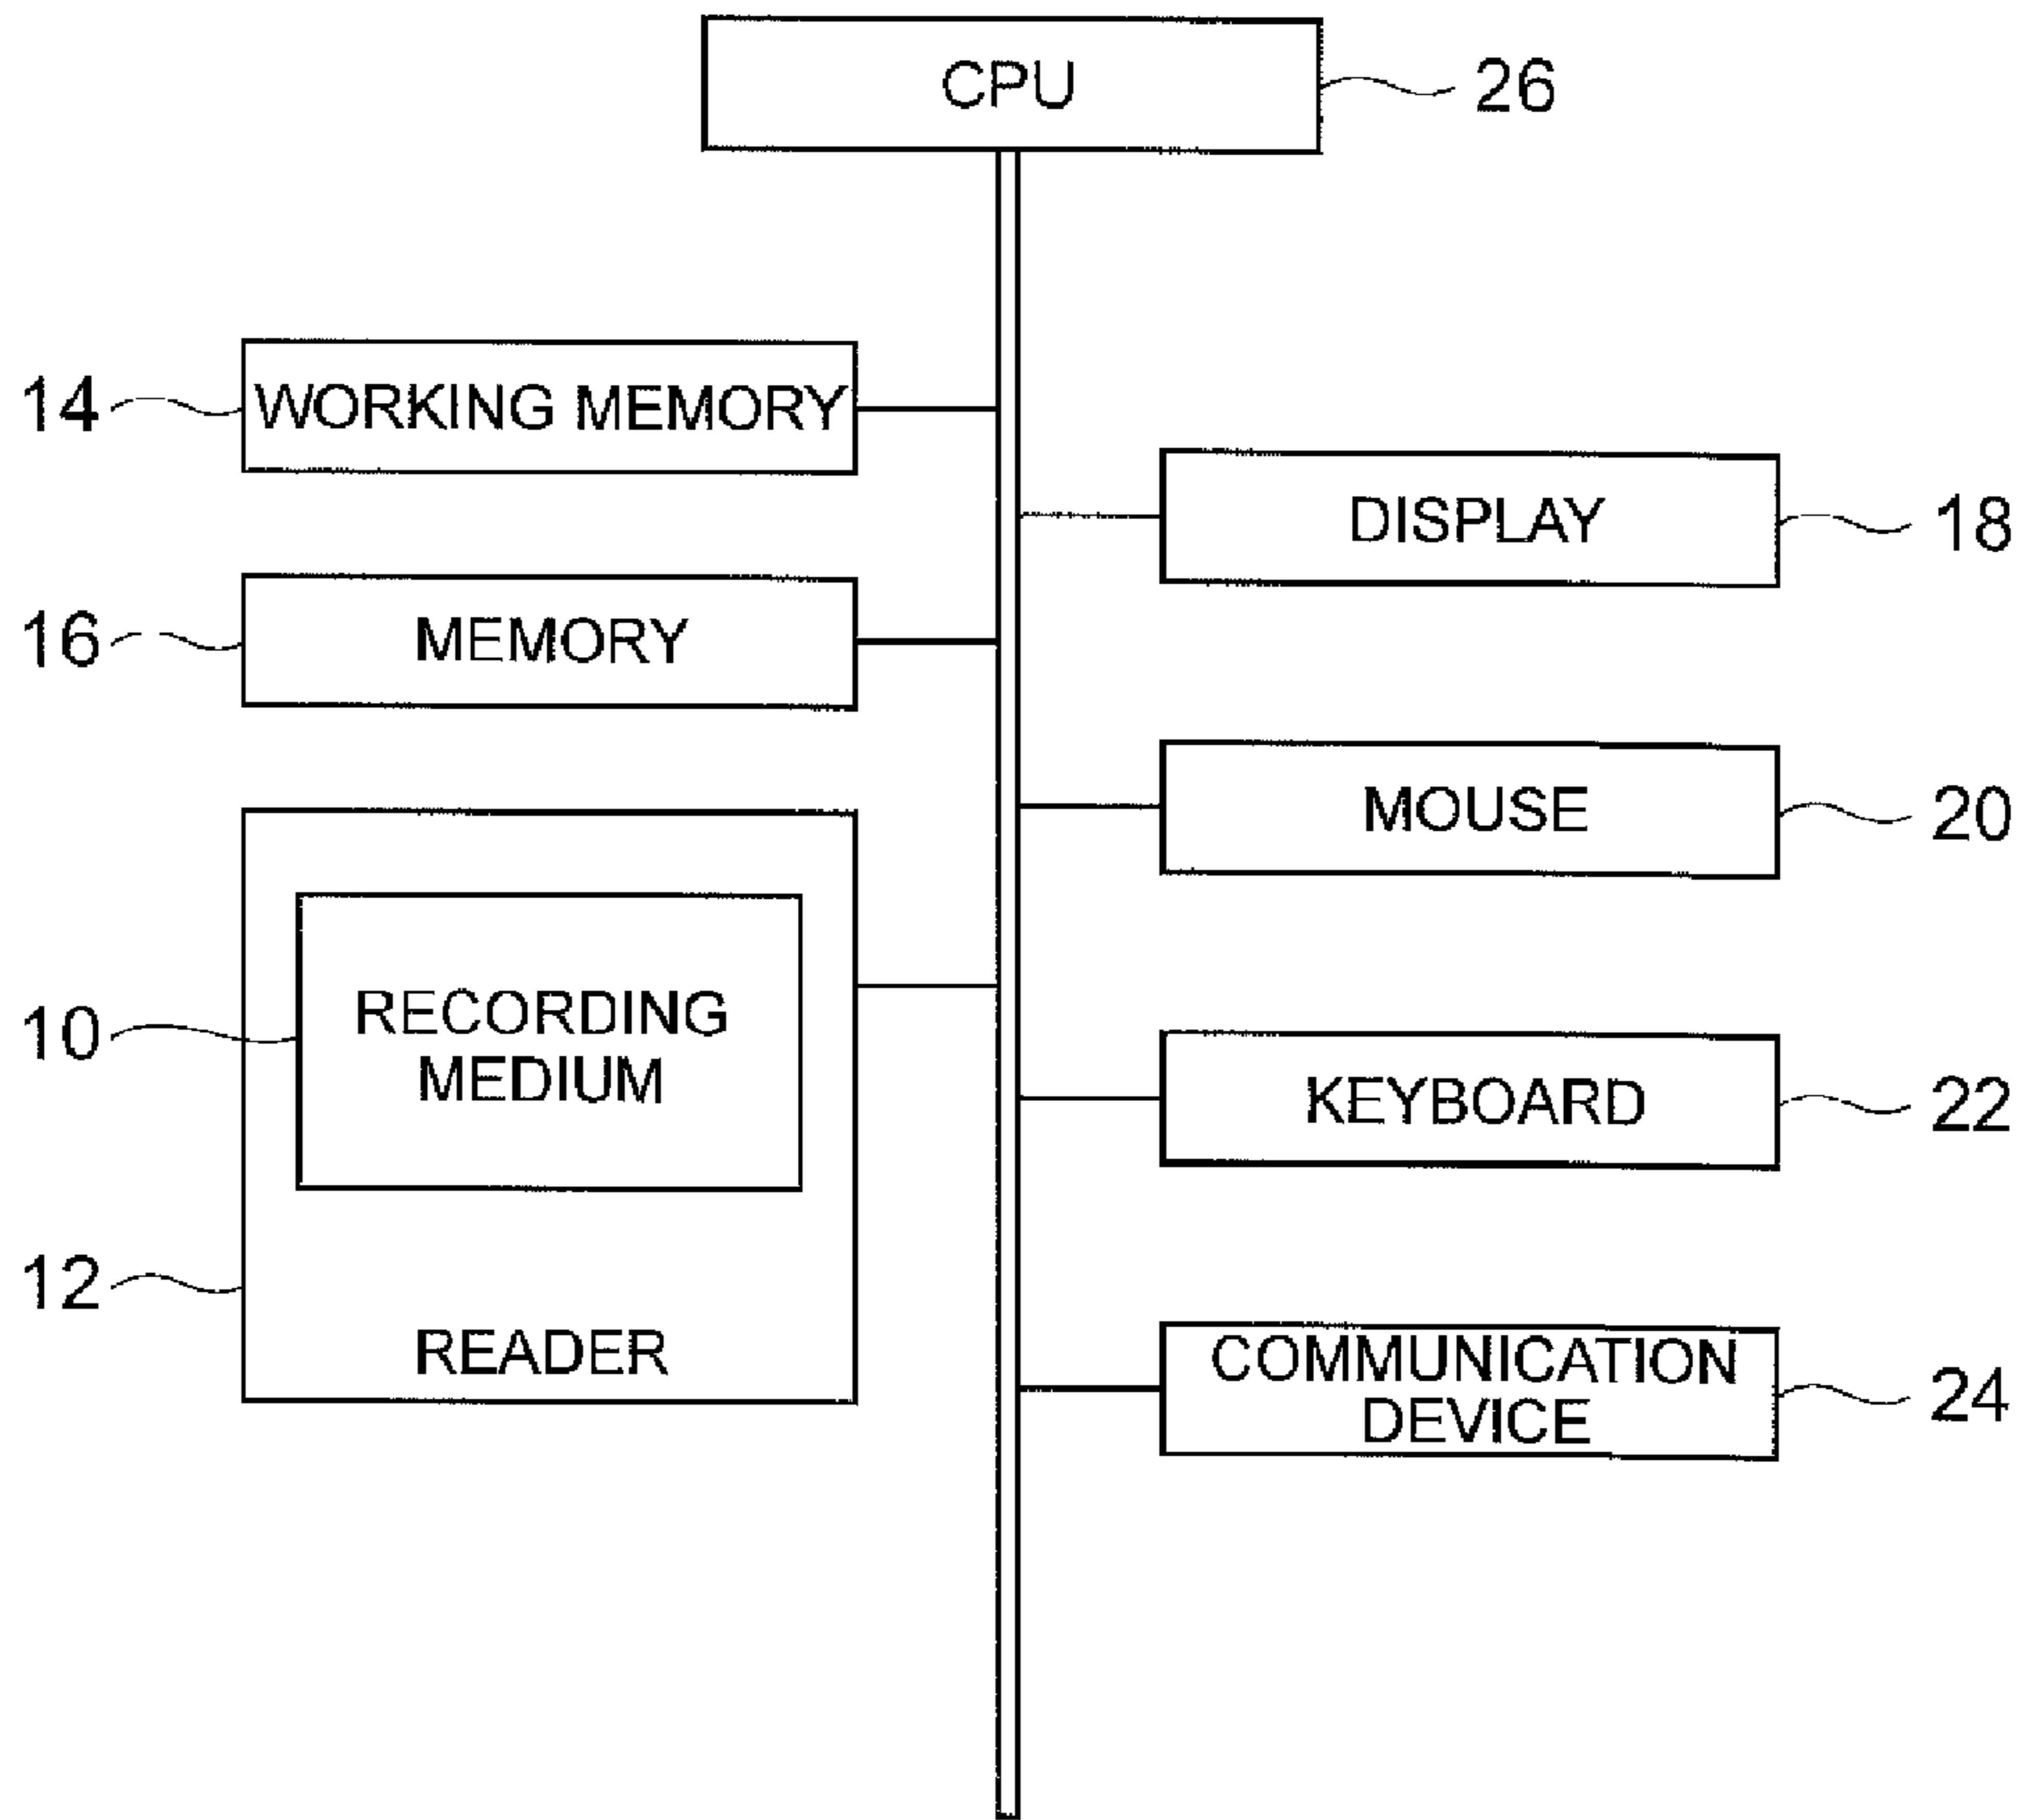 CPU
26
14
WORKING MEMORY
DISPLAY
18
16
MEMORY
MOUSE
20
10
RECORDING
MEDIUM
KEYBOARD
22
12
READER
COMMUNICATION
DEVICE
24